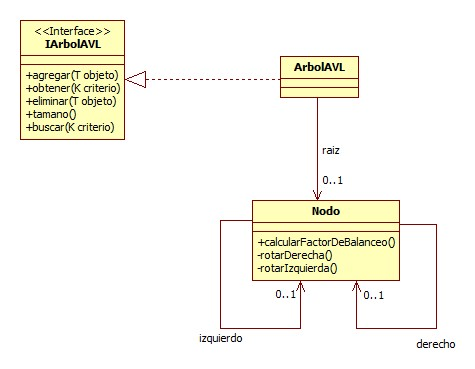 <<Interface>>
IArbolAVL
+agregar(T objeto)
+obtener(K criterio)
+eliminar(T objeto)
+tamano()
+buscar(K criterio)
ArbolAVL
raiz
0..1
Nodo
+calcularFactorDeBalanceo()
-rotarDerecha()
-rotarIzquierda()
0..1
0..1
izquierdo
derecho